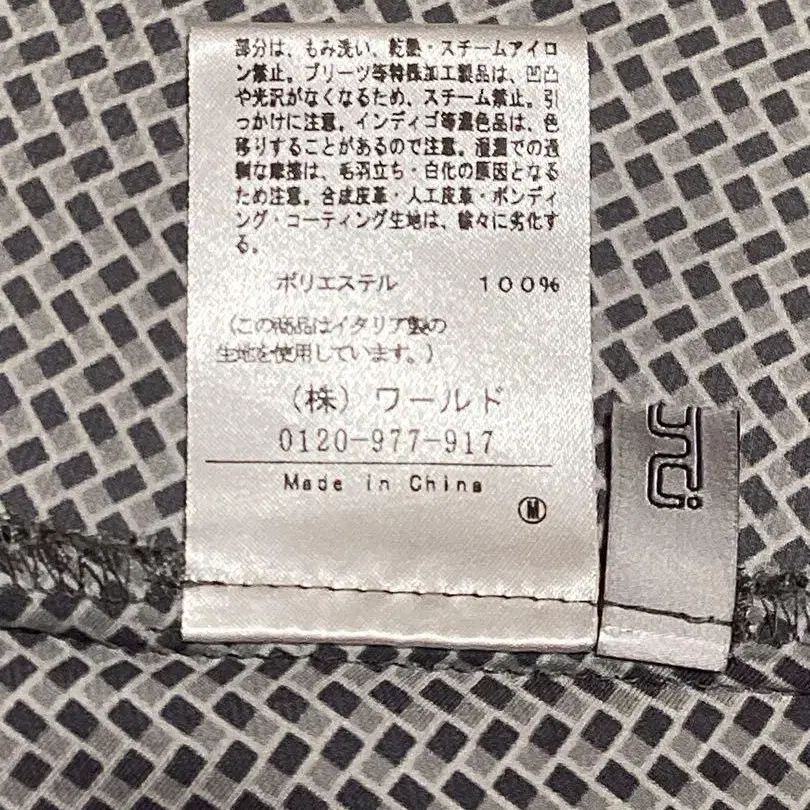 部分は、もみ洗い、乾熱・スチームアイロ
ン禁止。プリーツ等特殊加工製品は、凹凸
や光沢がなくなるため、スチーム禁止。引
っかけに注意。インディゴ等濃色品は、色
移りすることがあるので注意。湿潤での過
剰な摩擦は、毛羽立ち・白化の原因となる
ため注意。合成皮革・人工皮革・ボンディ
ング・コーティング生地は、徐々に劣化す
る。
ポリエステル 100%
(この商品はイタリア製の
生地を使用しています。)
(株) ワールド
0120-977-917
Made in China
M